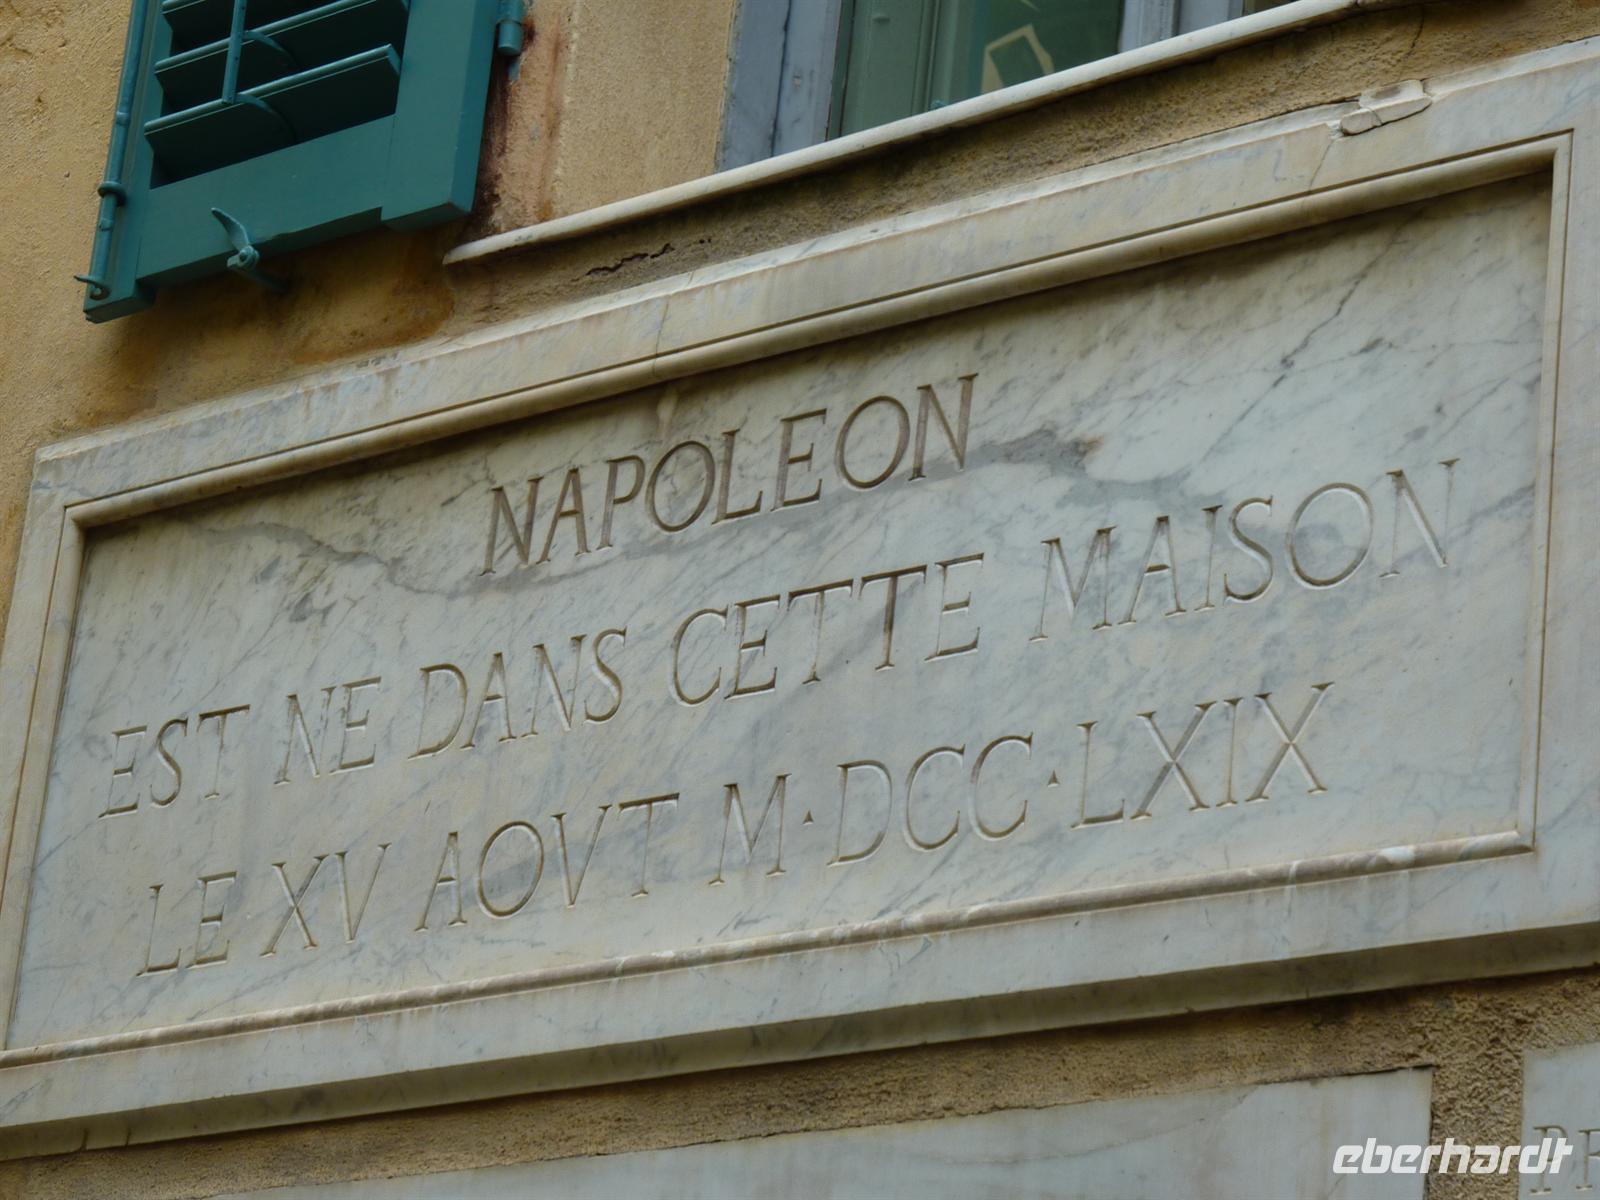 NAPOLEON
EST NE DANS CETTE MAISON
LE XV AOVT M·DCC·LXIX
eberhardt